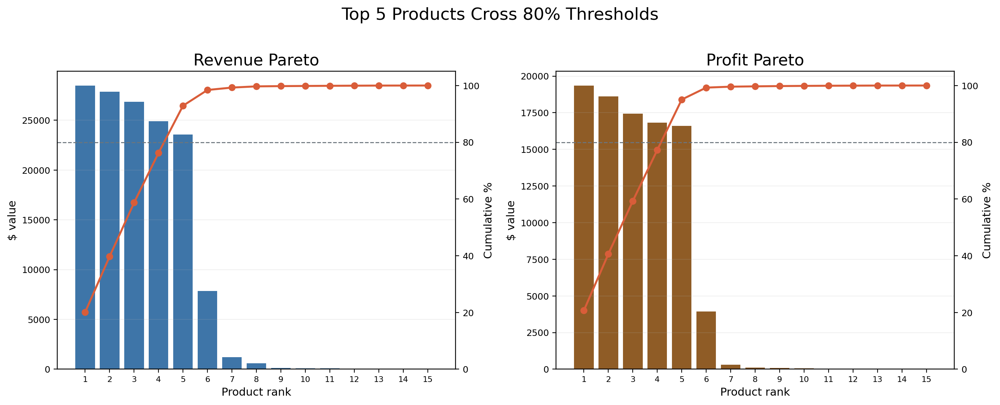 Top 5 Products Cross 80% Thresholds
Revenue Pareto
$ value
25000
20000
15000
10000
5000
0
100
80
60
40
20
0
Cumulative %
1 2 3 4 5 6 7 8 9 10 11 12 13 14 15
Product rank
Profit Pareto
$ value
20000
17500
15000
12500
10000
7500
5000
2500
0
100
80
60
40
20
0
Cumulative %
1 2 3 4 5 6 7 8 9 10 11 12 13 14 15
Product rank